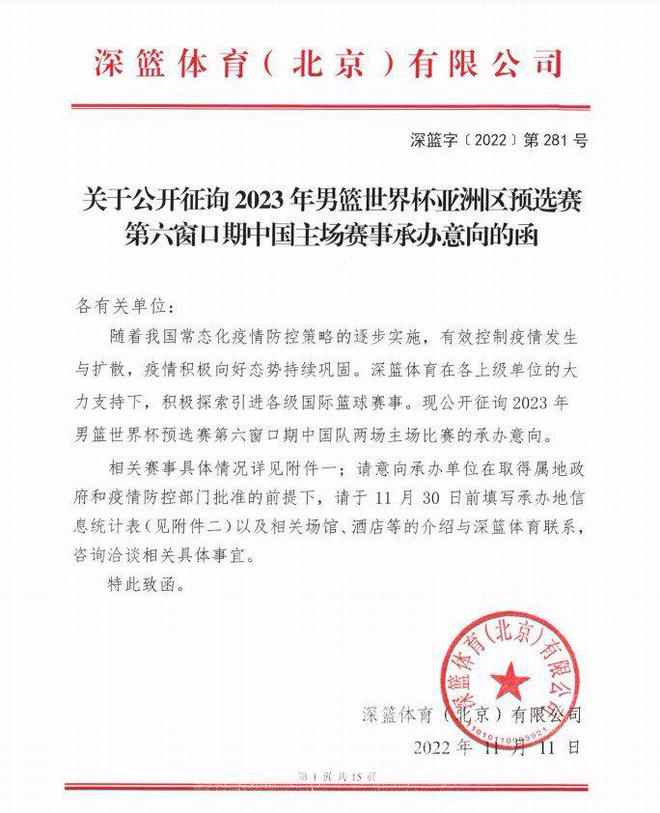 深篮体育（北京）有限公司
深篮字〔2022〕第 281 号
关于公开征询 2023 年男篮世界杯亚洲区预选赛
第六窗口期中国主场赛事承办意向的函
各有关单位：
随着我国常态化疫情防控策略的逐步实施，有效控制疫情发生
与扩散，疫情积极向好态势持续巩固。深篮体育在各上级单位的大
力支持下，积极探索引进各级国际篮球赛事。现公开征询 2023 年
男篮世界杯预选赛第六窗口期中国队两场主场比赛的承办意向。
相关赛事具体情况详见附件一；请意向承办单位在取得属地政
府和疫情防控部门批准的前提下，请于 11 月 30 日前填写承办地信
息统计表（见附件二）以及相关场馆、酒店等的介绍与深篮体育联系，
咨询洽谈相关具体事宜。
特此致函。
深篮体育（北京）有限公司
深篮体育（北京）有限公司
2022 年 11 月 11 日
第 1 页 共 15 页